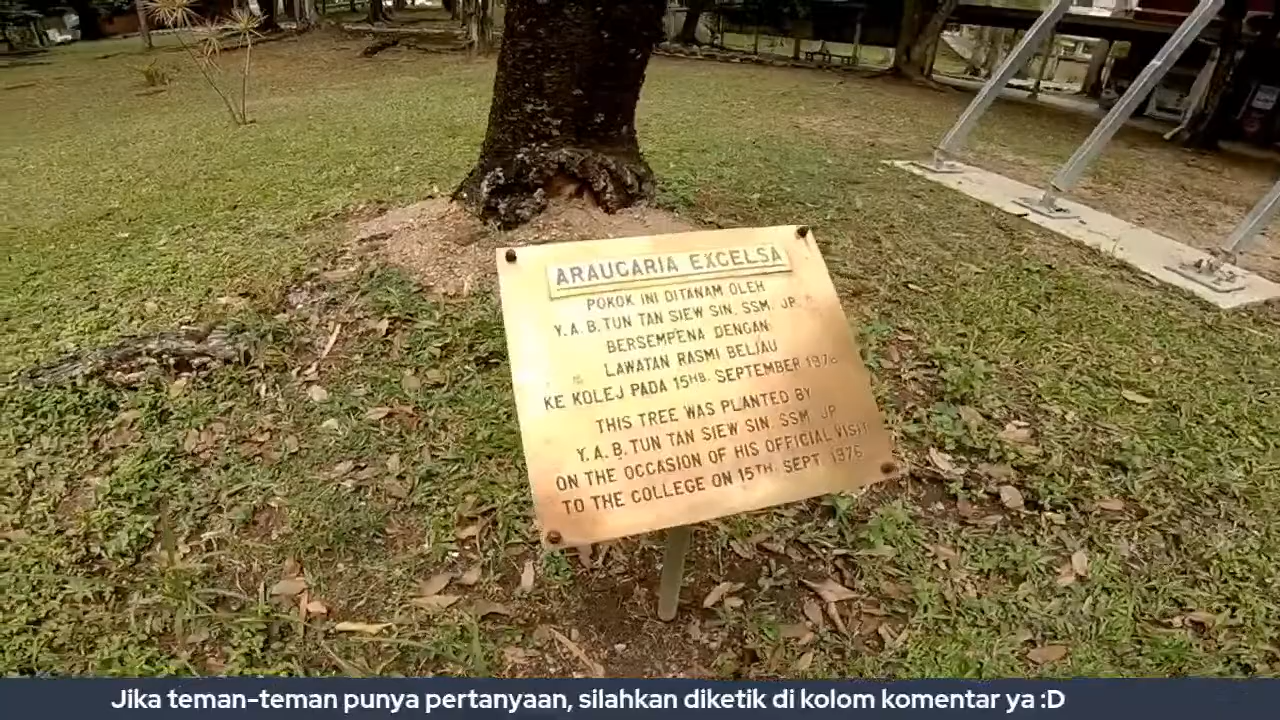 ARAUCARIA EXCELSA
POKOK INI DITANAM OLEH
Y.A.B. TUN TAN SIEW SIN. SSM. JP.
BERSEMPENA DENGAN
LAWATAN RASMI BELIAU
KE KOLEJ PADA 15HB. SEPTEMBER 1976
THIS TREE WAS PLANTED BY
Y.A.B. TUN TAN SIEW SIN. SSM. JP
ON THE OCCASION OF HIS OFFICIAL VISIT
TO THE COLLEGE ON 15TH. SEPT. 1976
Jika teman-teman punya pertanyaan, silahkan diketik di kolom komentar ya :D